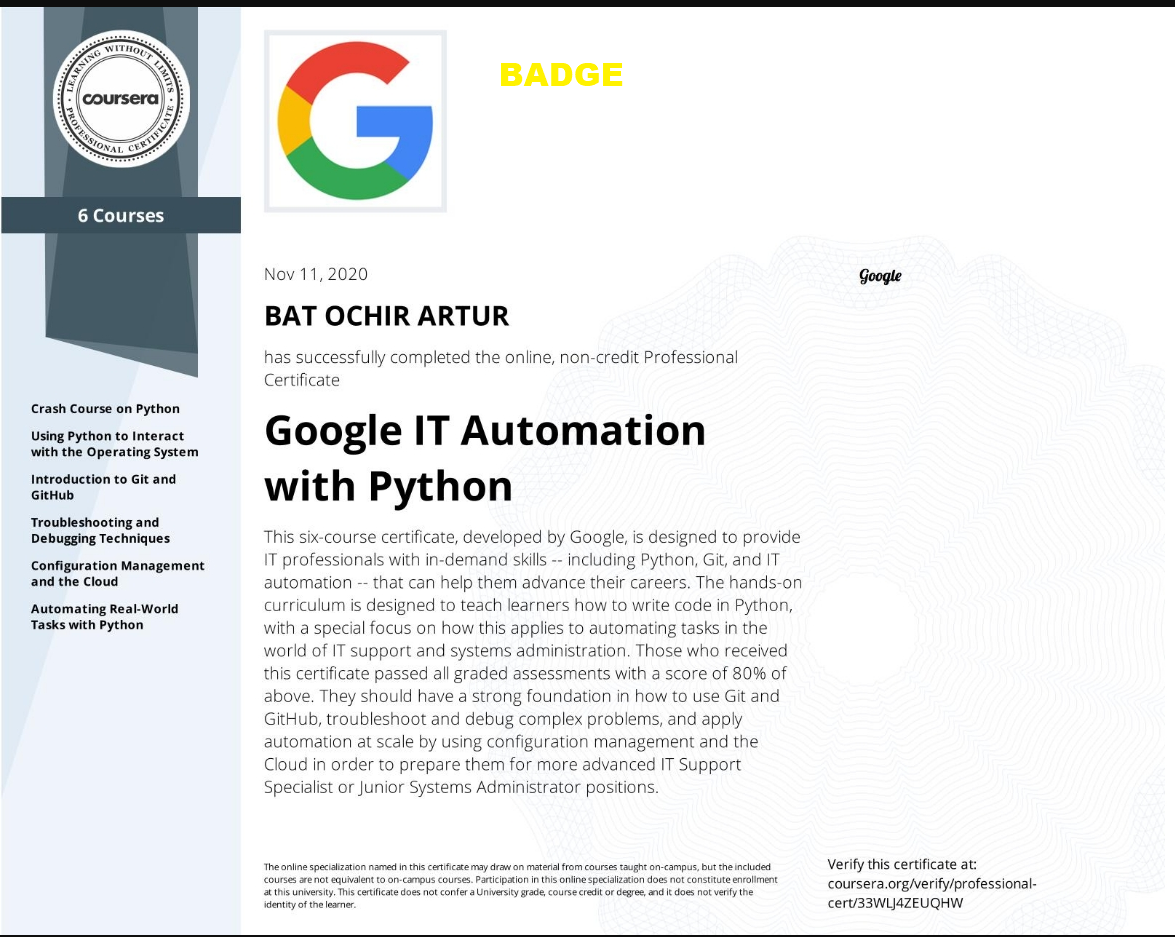 LEARNING WITHOUT LIMITS
coursera
PROFESSIONAL CERTIFICATE
6 Courses
Crash Course on Python
Using Python to Interact
with the Operating System
Introduction to Git and
GitHub
Troubleshooting and
Debugging Techniques
Configuration Management
and the Cloud
Automating Real-World
Tasks with Python
BADGE
Nov 11, 2020
Google
BAT OCHIR ARTUR
has successfully completed the online, non-credit Professional
Certificate
Google IT Automation
with Python
This six-course certificate, developed by Google, is designed to provide
IT professionals with in-demand skills -- including Python, Git, and IT
automation -- that can help them advance their careers. The hands-on
curriculum is designed to teach learners how to write code in Python,
with a special focus on how this applies to automating tasks in the
world of IT support and systems administration. Those who received
this certificate passed all graded assessments with a score of 80% of
above. They should have a strong foundation in how to use Git and
GitHub, troubleshoot and debug complex problems, and apply
automation at scale by using configuration management and the
Cloud in order to prepare them for more advanced IT Support
Specialist or Junior Systems Administrator positions.
The online specialization named in this certificate may draw on material from courses taught on-campus, but the included
courses are not equivalent to on-campus courses. Participation in this online specialization does not constitute enrollment
at this university. This certificate does not confer a University grade, course credit or degree, and it does not verify the
identity of the learner.
Verify this certificate at:
coursera.org/verify/professional-
cert/33WLJ4ZEUQHW